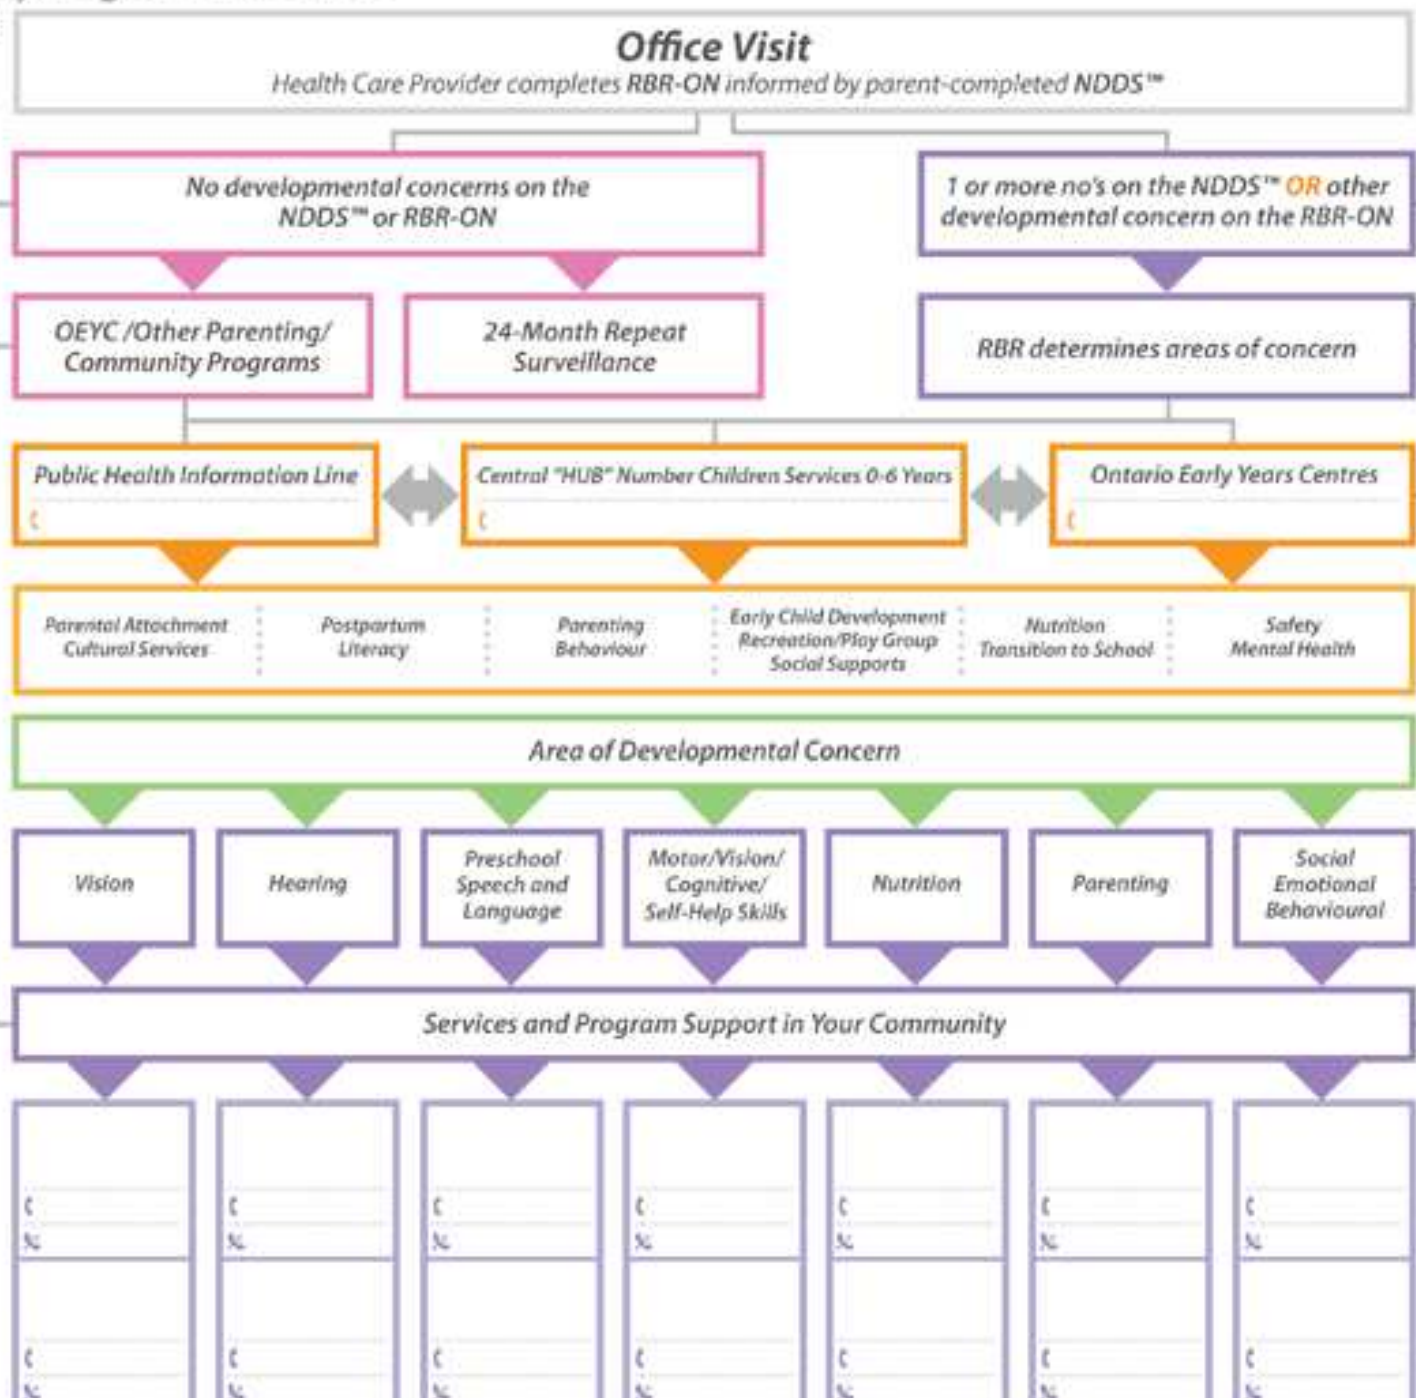 Office Visit
Health Care Provider completes RBR-ON informed by parent-completed NDDS™
No developmental concerns on the
NDDS™ or RBR-ON
1 or more no's on the NDDS™ OR other
developmental concern on the RBR-ON
OEYC /Other Parenting/
Community Programs
24-Month Repeat
Surveillance
RBR determines areas of concern
Public Health Information Line
Central "HUB" Number Children Services 0-6 Years
Ontario Early Years Centres
Parental Attachment
Cultural Services
Postpartum
Literacy
Parenting
Behaviour
Early Child Development
Recreation/Play Group
Social Supports
Nutrition
Transition to School
Safety
Mental Health
Area of Developmental Concern
Vision
Hearing
Preschool
Speech and
Language
Motor/Vision/
Cognitive/
Self-Help Skills
Nutrition
Parenting
Social
Emotional
Behavioural
Services and Program Support in Your Community